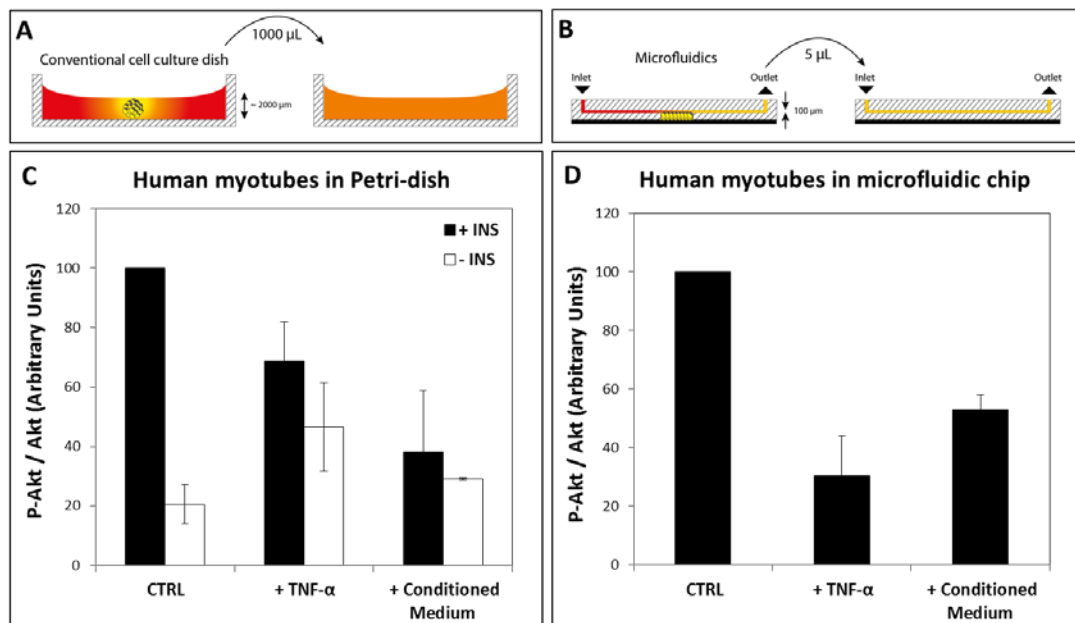 A
1000 µL
Conventional cell culture dish
~ 2000 µm
B
Microfluidics
5 µL
Inlet
Outlet
Inlet
Outlet
100 µm
C
Human myotubes in Petri-dish
P-Akt / Akt (Arbitrary Units)
120
100
80
60
40
20
0
+ INS
- INS
CTRL
+ TNF-α
+ Conditioned
Medium
D
Human myotubes in microfluidic chip
P-Akt / Akt (Arbitrary Units)
120
100
80
60
40
20
0
CTRL
+ TNF-α
+ Conditioned
Medium